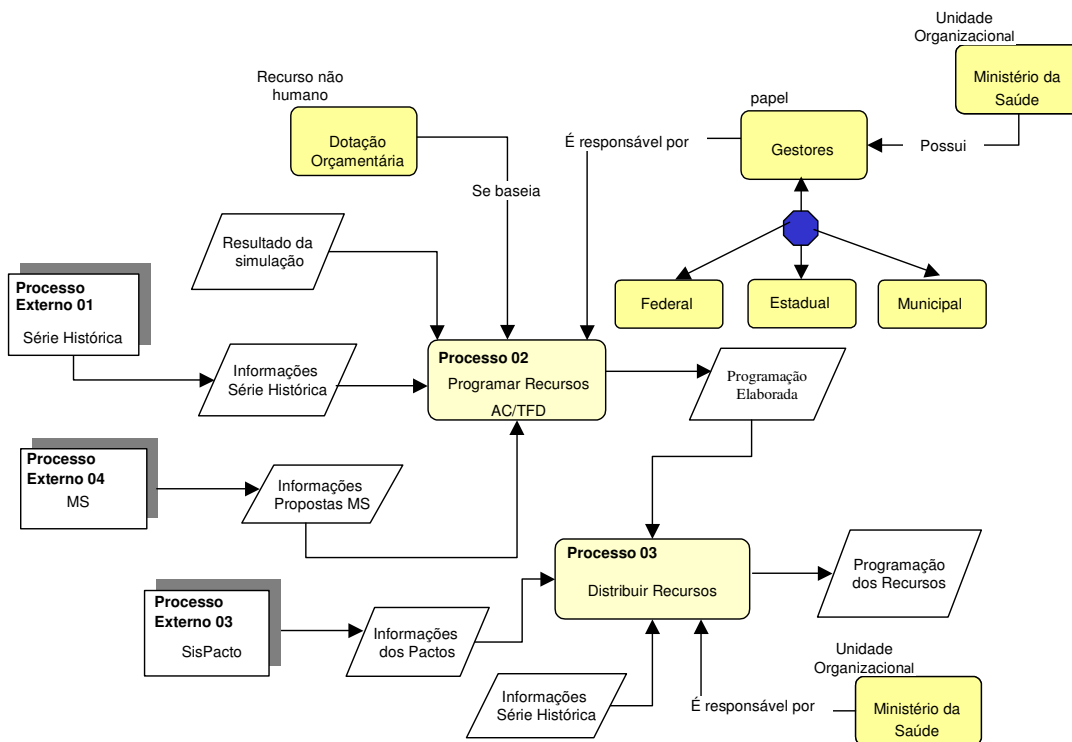 Unidade
Organizacional
Ministério da
Saúde
Recurso não
humano
Dotação
Orçamentária
papel
Gestores
É responsável por
Possui
Se baseia
Resultado da
simulação
Federal
Estadual
Municipal
Processo
Externo 01
Série Histórica
Informações
Série Histórica
Processo 02
Programar Recursos
AC/TFD
Programação
Elaborada
Processo
Externo 04
MS
Informações
Propostas MS
Processo 03
Distribuir Recursos
Programação
dos Recursos
Processo
Externo 03
SisPacto
Informações
dos Pactos
Informações
Série Histórica
É responsável por
Unidade
Organizacional
Ministério da
Saúde